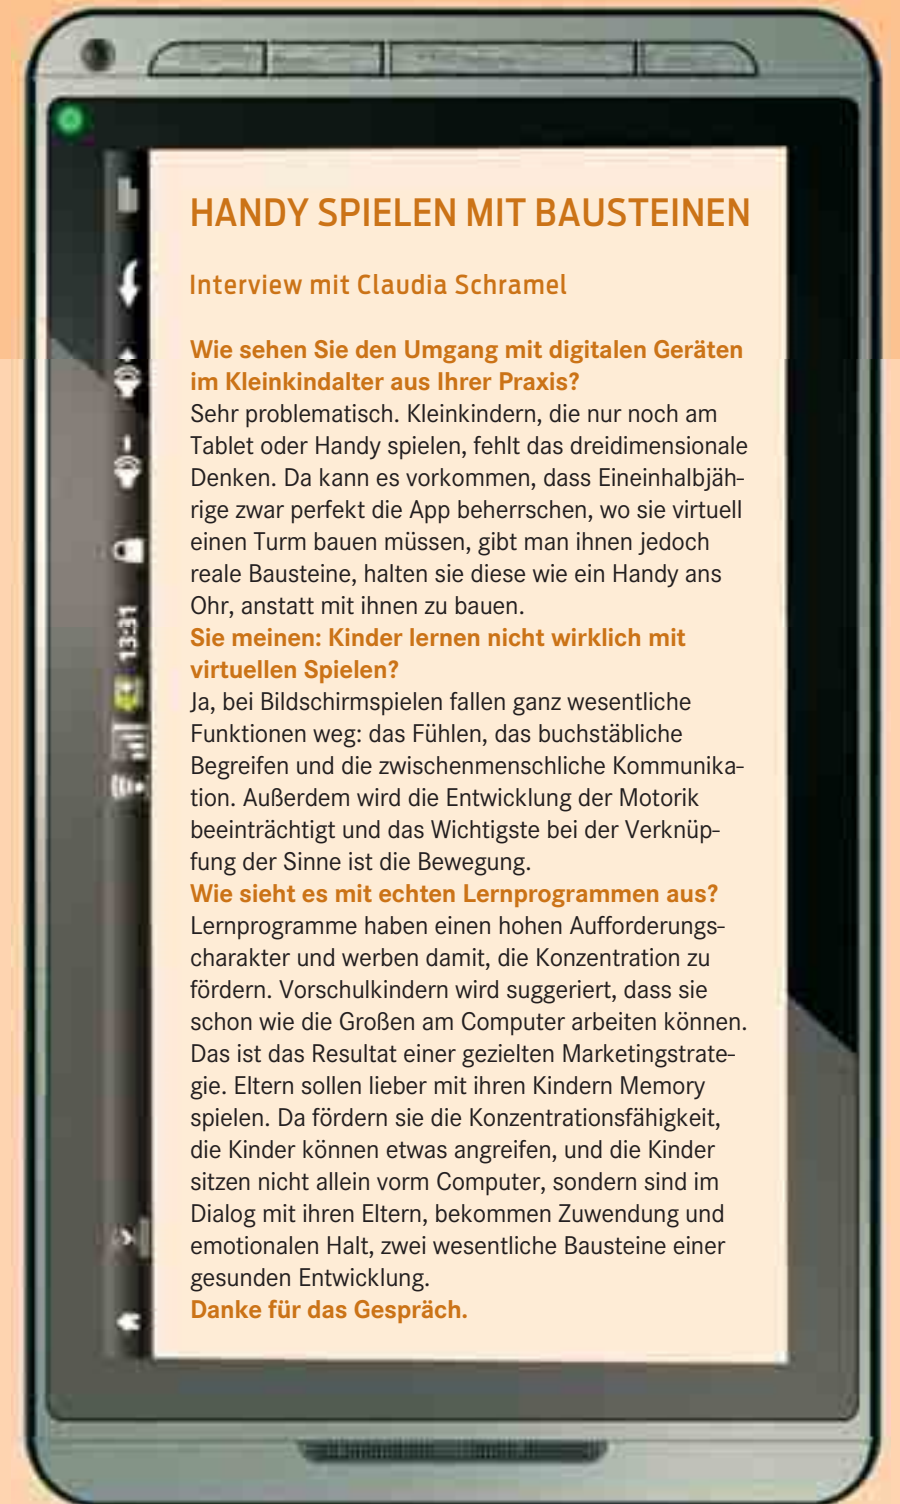 HANDY SPIELEN MIT BAUSTEINEN
Interview mit Claudia Schramel
Wie sehen Sie den Umgang mit digitalen Geräten
im Kleinkindalter aus Ihrer Praxis?
Sehr problematisch. Kleinkindern, die nur noch am
Tablet oder Handy spielen, fehlt das dreidimensionale
Denken. Da kann es vorkommen, dass Eineinhalbjäh-
rige zwar perfekt die App beherrschen, wo sie virtuell
einen Turm bauen müssen, gibt man ihnen jedoch
reale Bausteine, halten sie diese wie ein Handy ans
Ohr, anstatt mit ihnen zu bauen.
Sie meinen: Kinder lernen nicht wirklich mit
virtuellen Spielen?
Ja, bei Bildschirmspielen fallen ganz wesentliche
Funktionen weg: das Fühlen, das buchstäbliche
Begreifen und die zwischenmenschliche Kommunika-
tion. Außerdem wird die Entwicklung der Motorik
beeinträchtigt und das Wichtigste bei der Verknüp-
fung der Sinne ist die Bewegung.
Wie sieht es mit echten Lernprogrammen aus?
Lernprogramme haben einen hohen Aufforderungs-
charakter und werben damit, die Konzentration zu
fördern. Vorschulkindern wird suggeriert, dass sie
schon wie die Großen am Computer arbeiten können.
Das ist das Resultat einer gezielten Marketingstrate-
gie. Eltern sollen lieber mit ihren Kindern Memory
spielen. Da fördern sie die Konzentrationsfähigkeit,
die Kinder können etwas angreifen, und die Kinder
sitzen nicht allein vorm Computer, sondern sind im
Dialog mit ihren Eltern, bekommen Zuwendung und
emotionalen Halt, zwei wesentliche Bausteine einer
gesunden Entwicklung.
Danke für das Gespräch.
13:31